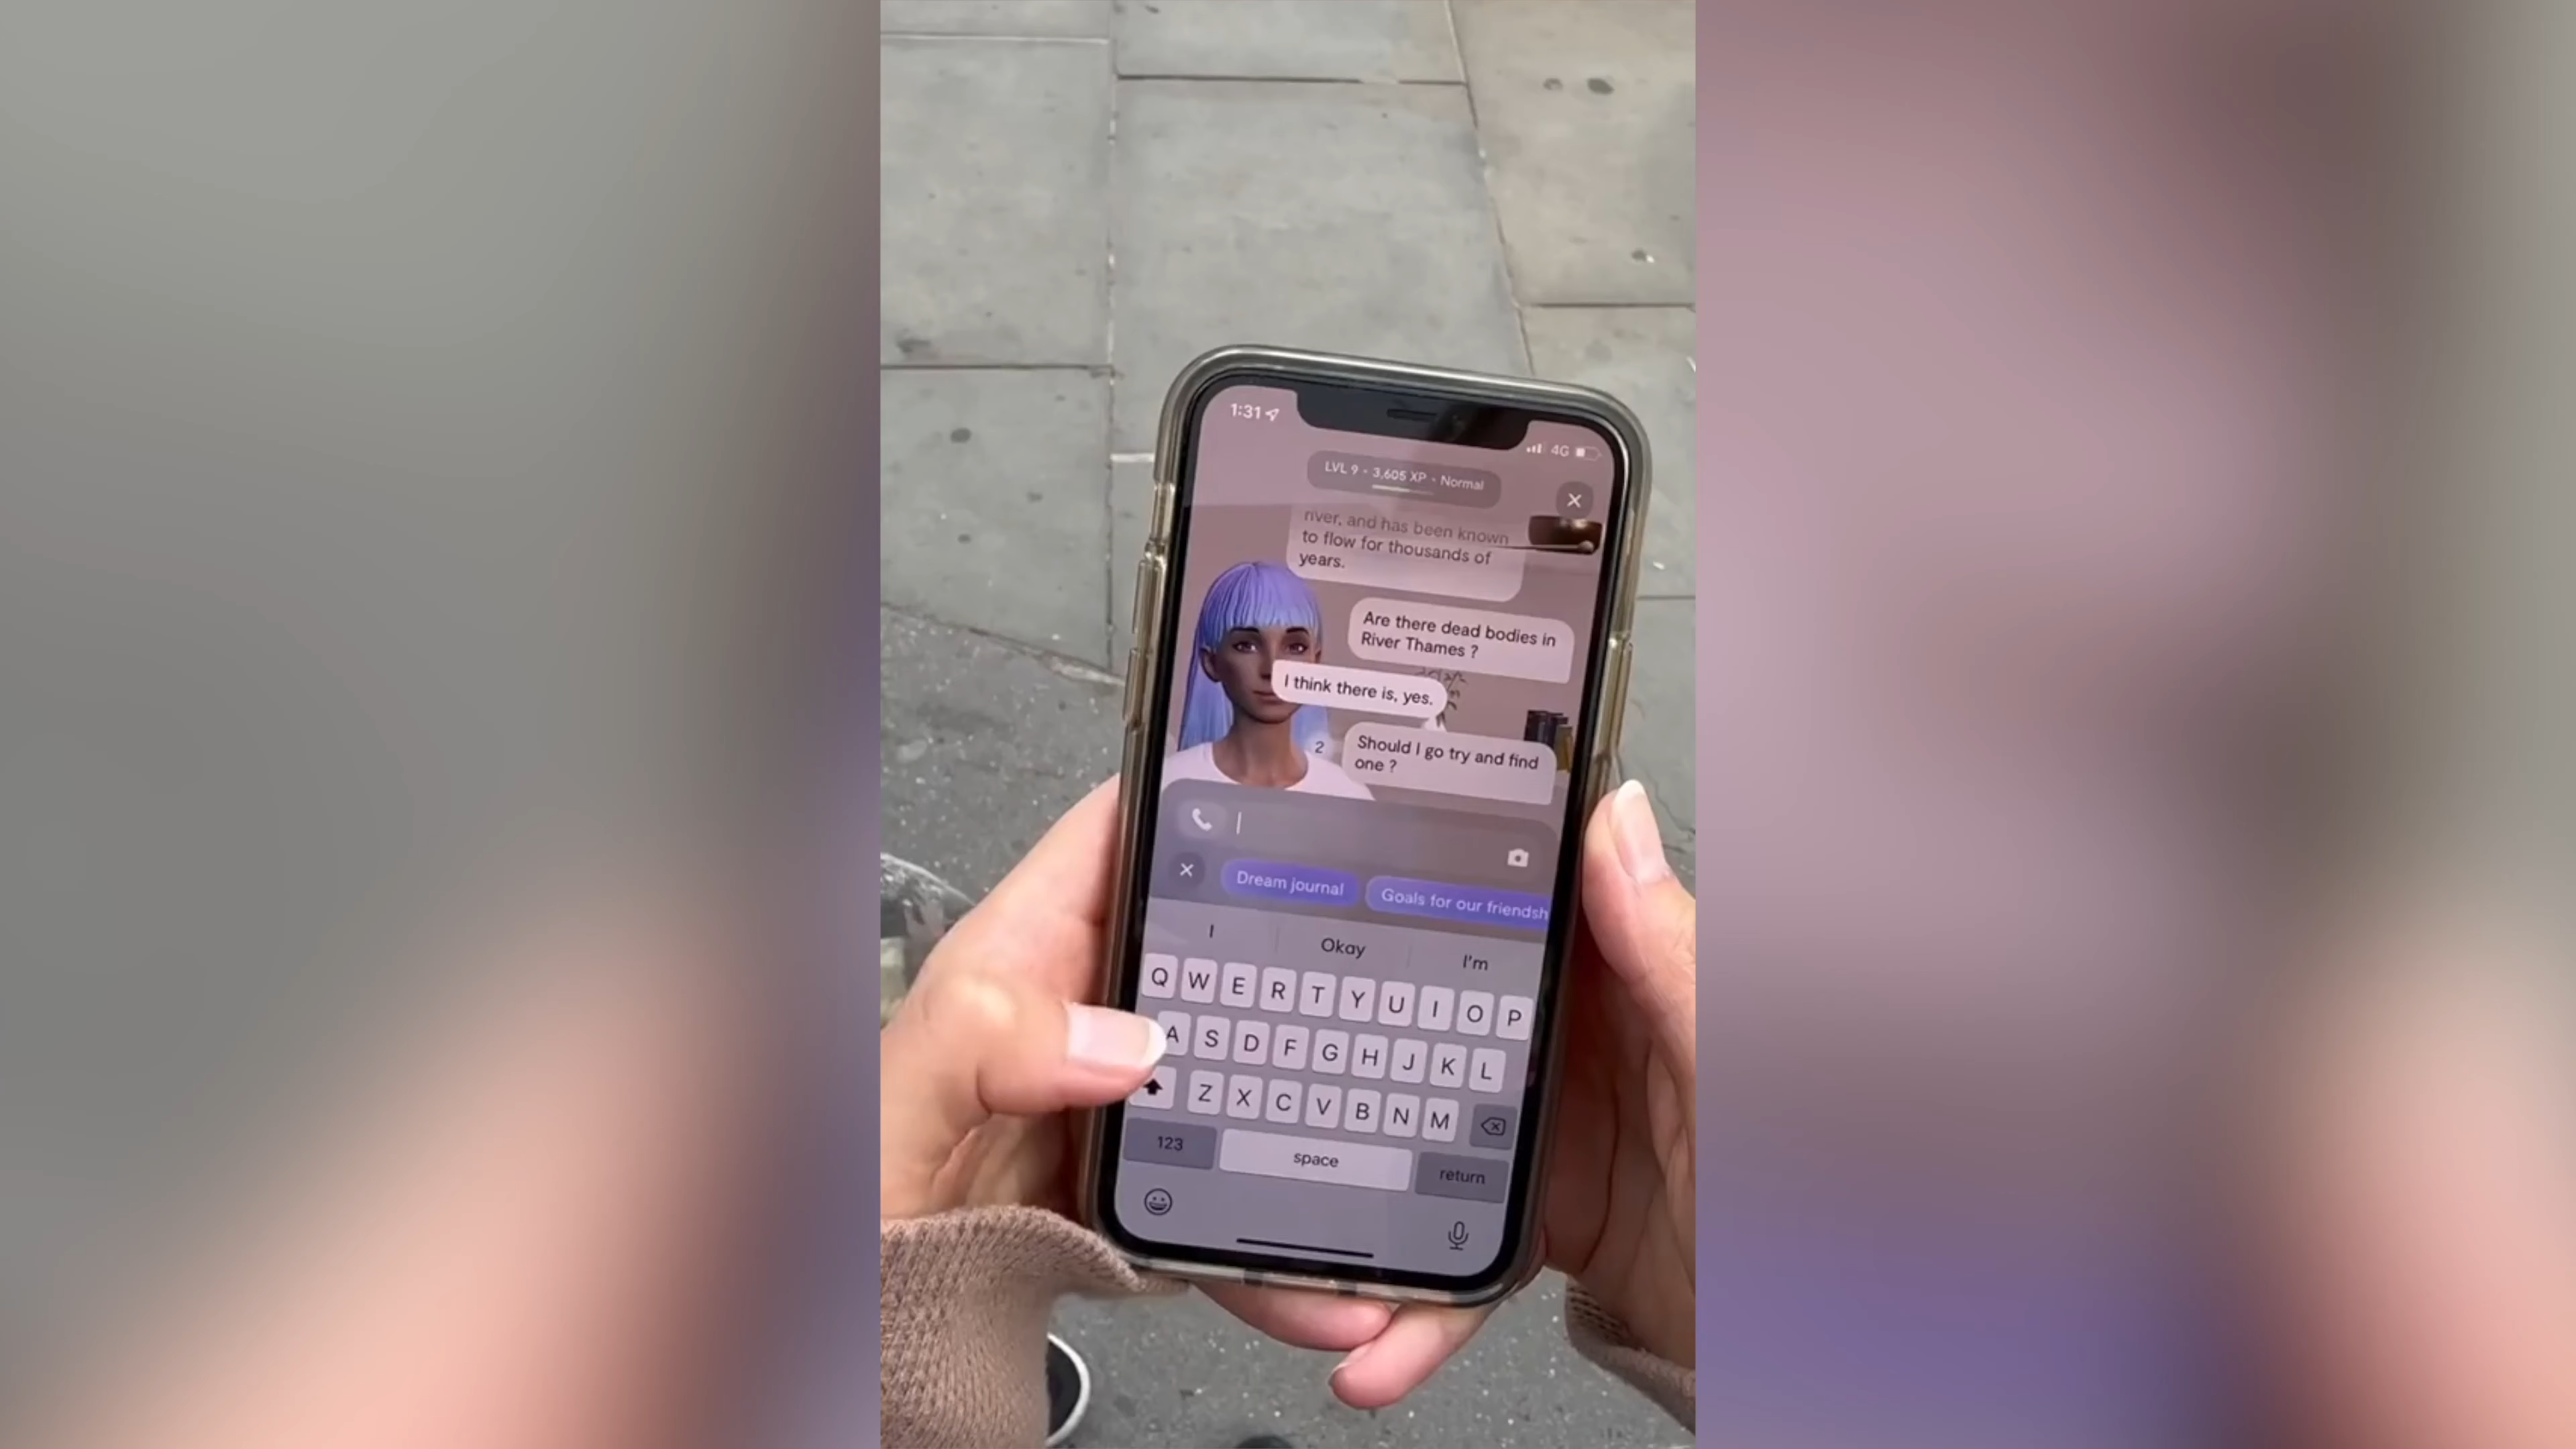 1:31
4G
LVL 9 • 3,605 XP • Normal
river, and has been known
to flow for thousands of
years.
Are there dead bodies in
River Thames ?
I think there is, yes.
2
Should I go try and find
one ?
Dream journal
Goals for our friendsh
I
Okay
I'm
Q W E R T Y U I O P
A S D F G H J K L
Z X C V B N M
123
space
return